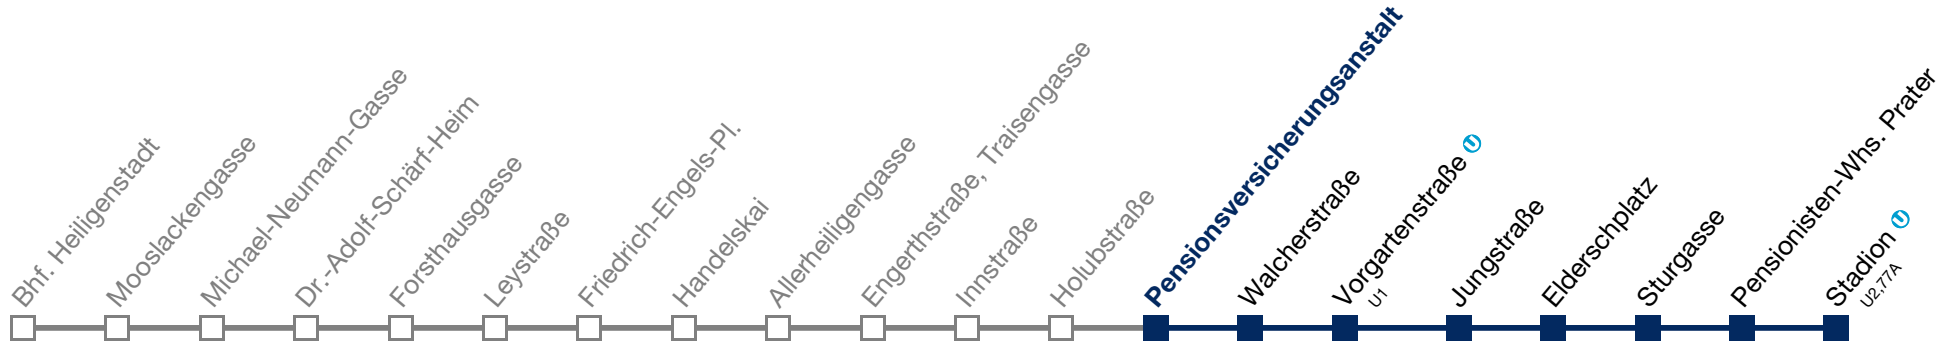 Bhf. Heiligenstadt
Mooslackengasse
Michael-Neumann-Gasse
Dr.-Adolf-Schärf-Heim
Forsthausgasse
Leystraße
Friedrich-Engels-Pl.
Handelskai
Allerheiligengasse
Engerthstraße, Traisengasse
Innstraße
Holubstraße
Pensionsversicherungsanstalt
Walcherstraße
Vorgartenstraße U
U1
Jungstraße
Elderschplatz
Sturgasse
Pensionisten-Whs. Prater
Stadion U
U2,77A